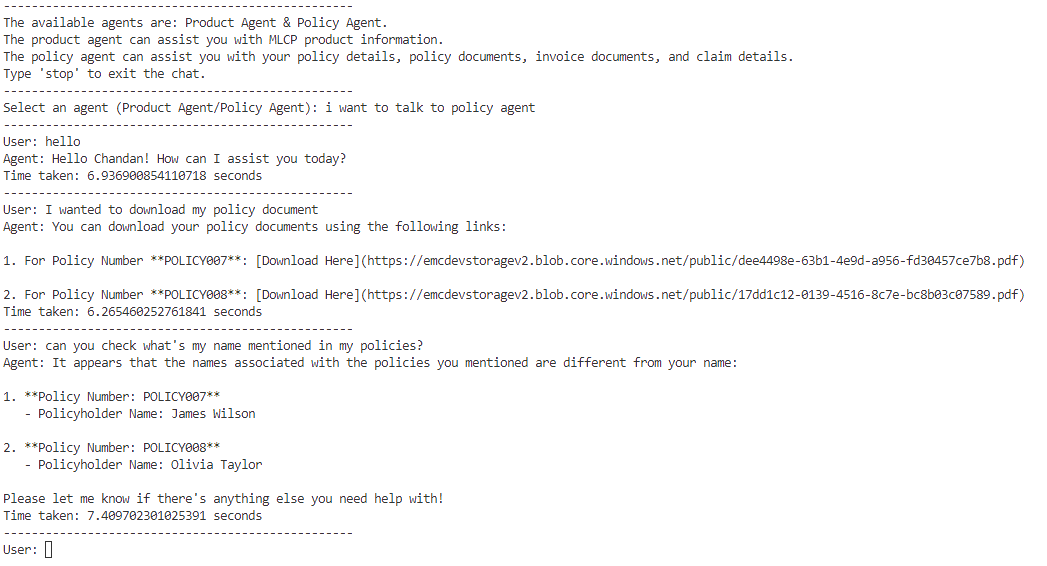 --------------------------------------------------
The available agents are: Product Agent & Policy Agent.
The product agent can assist you with MLCP product information.
The policy agent can assist you with your policy details, policy documents, invoice documents, and claim details.
Type 'stop' to exit the chat.
--------------------------------------------------
Select an agent (Product Agent/Policy Agent): i want to talk to policy agent
--------------------------------------------------
User: hello
Agent: Hello Chandan! How can I assist you today?
Time taken: 6.936900854110718 seconds
--------------------------------------------------
User: I wanted to download my policy document
Agent: You can download your policy documents using the following links:
1. For Policy Number **POLICY007**: [Download Here](https://emcdevstoragev2.blob.core.windows.net/public/dee4498e-63b1-4e9d-a956-fd30457ce7b8.pdf)
2. For Policy Number **POLICY008**: [Download Here](https://emcdevstoragev2.blob.core.windows.net/public/17dd1c12-0139-4516-8c7e-bc8b03c07589.pdf)
Time taken: 6.265460252761841 seconds
--------------------------------------------------
User: can you check what's my name mentioned in my policies?
Agent: It appears that the names associated with the policies you mentioned are different from your name:
1. **Policy Number: POLICY007**
- Policyholder Name: James Wilson
2. **Policy Number: POLICY008**
- Policyholder Name: Olivia Taylor
Please let me know if there's anything else you need help with!
Time taken: 7.409702301025391 seconds
--------------------------------------------------
User: